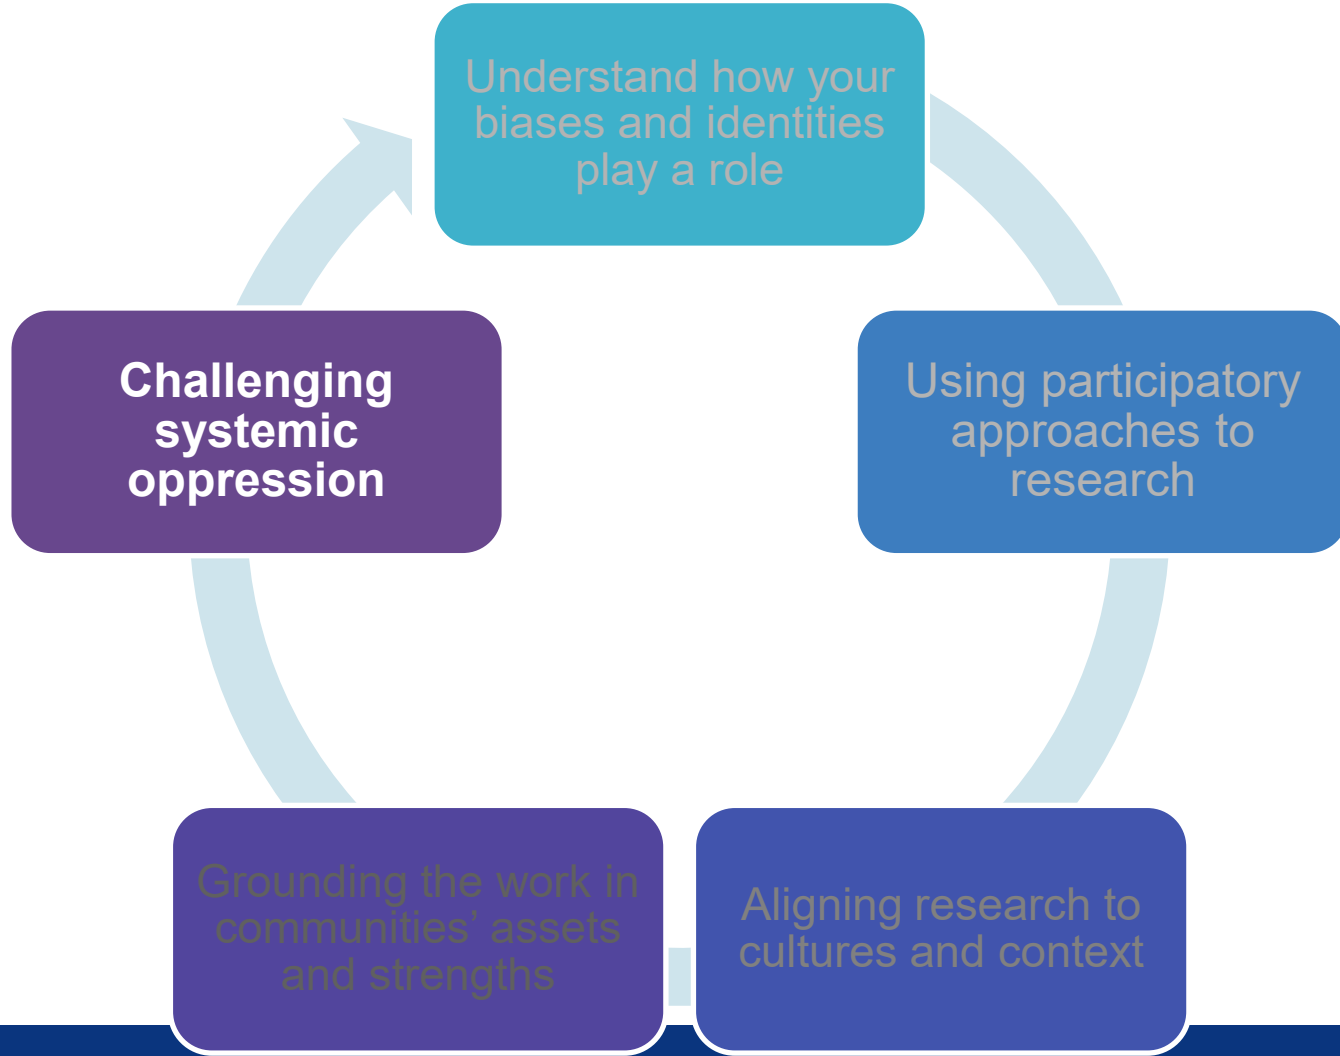 Understand how your
biases and identities
play a role
Using participatory
approaches to
research
Aligning research to
cultures and context
Grounding the work in
communities’ assets
and strengths
Challenging
systemic
oppression